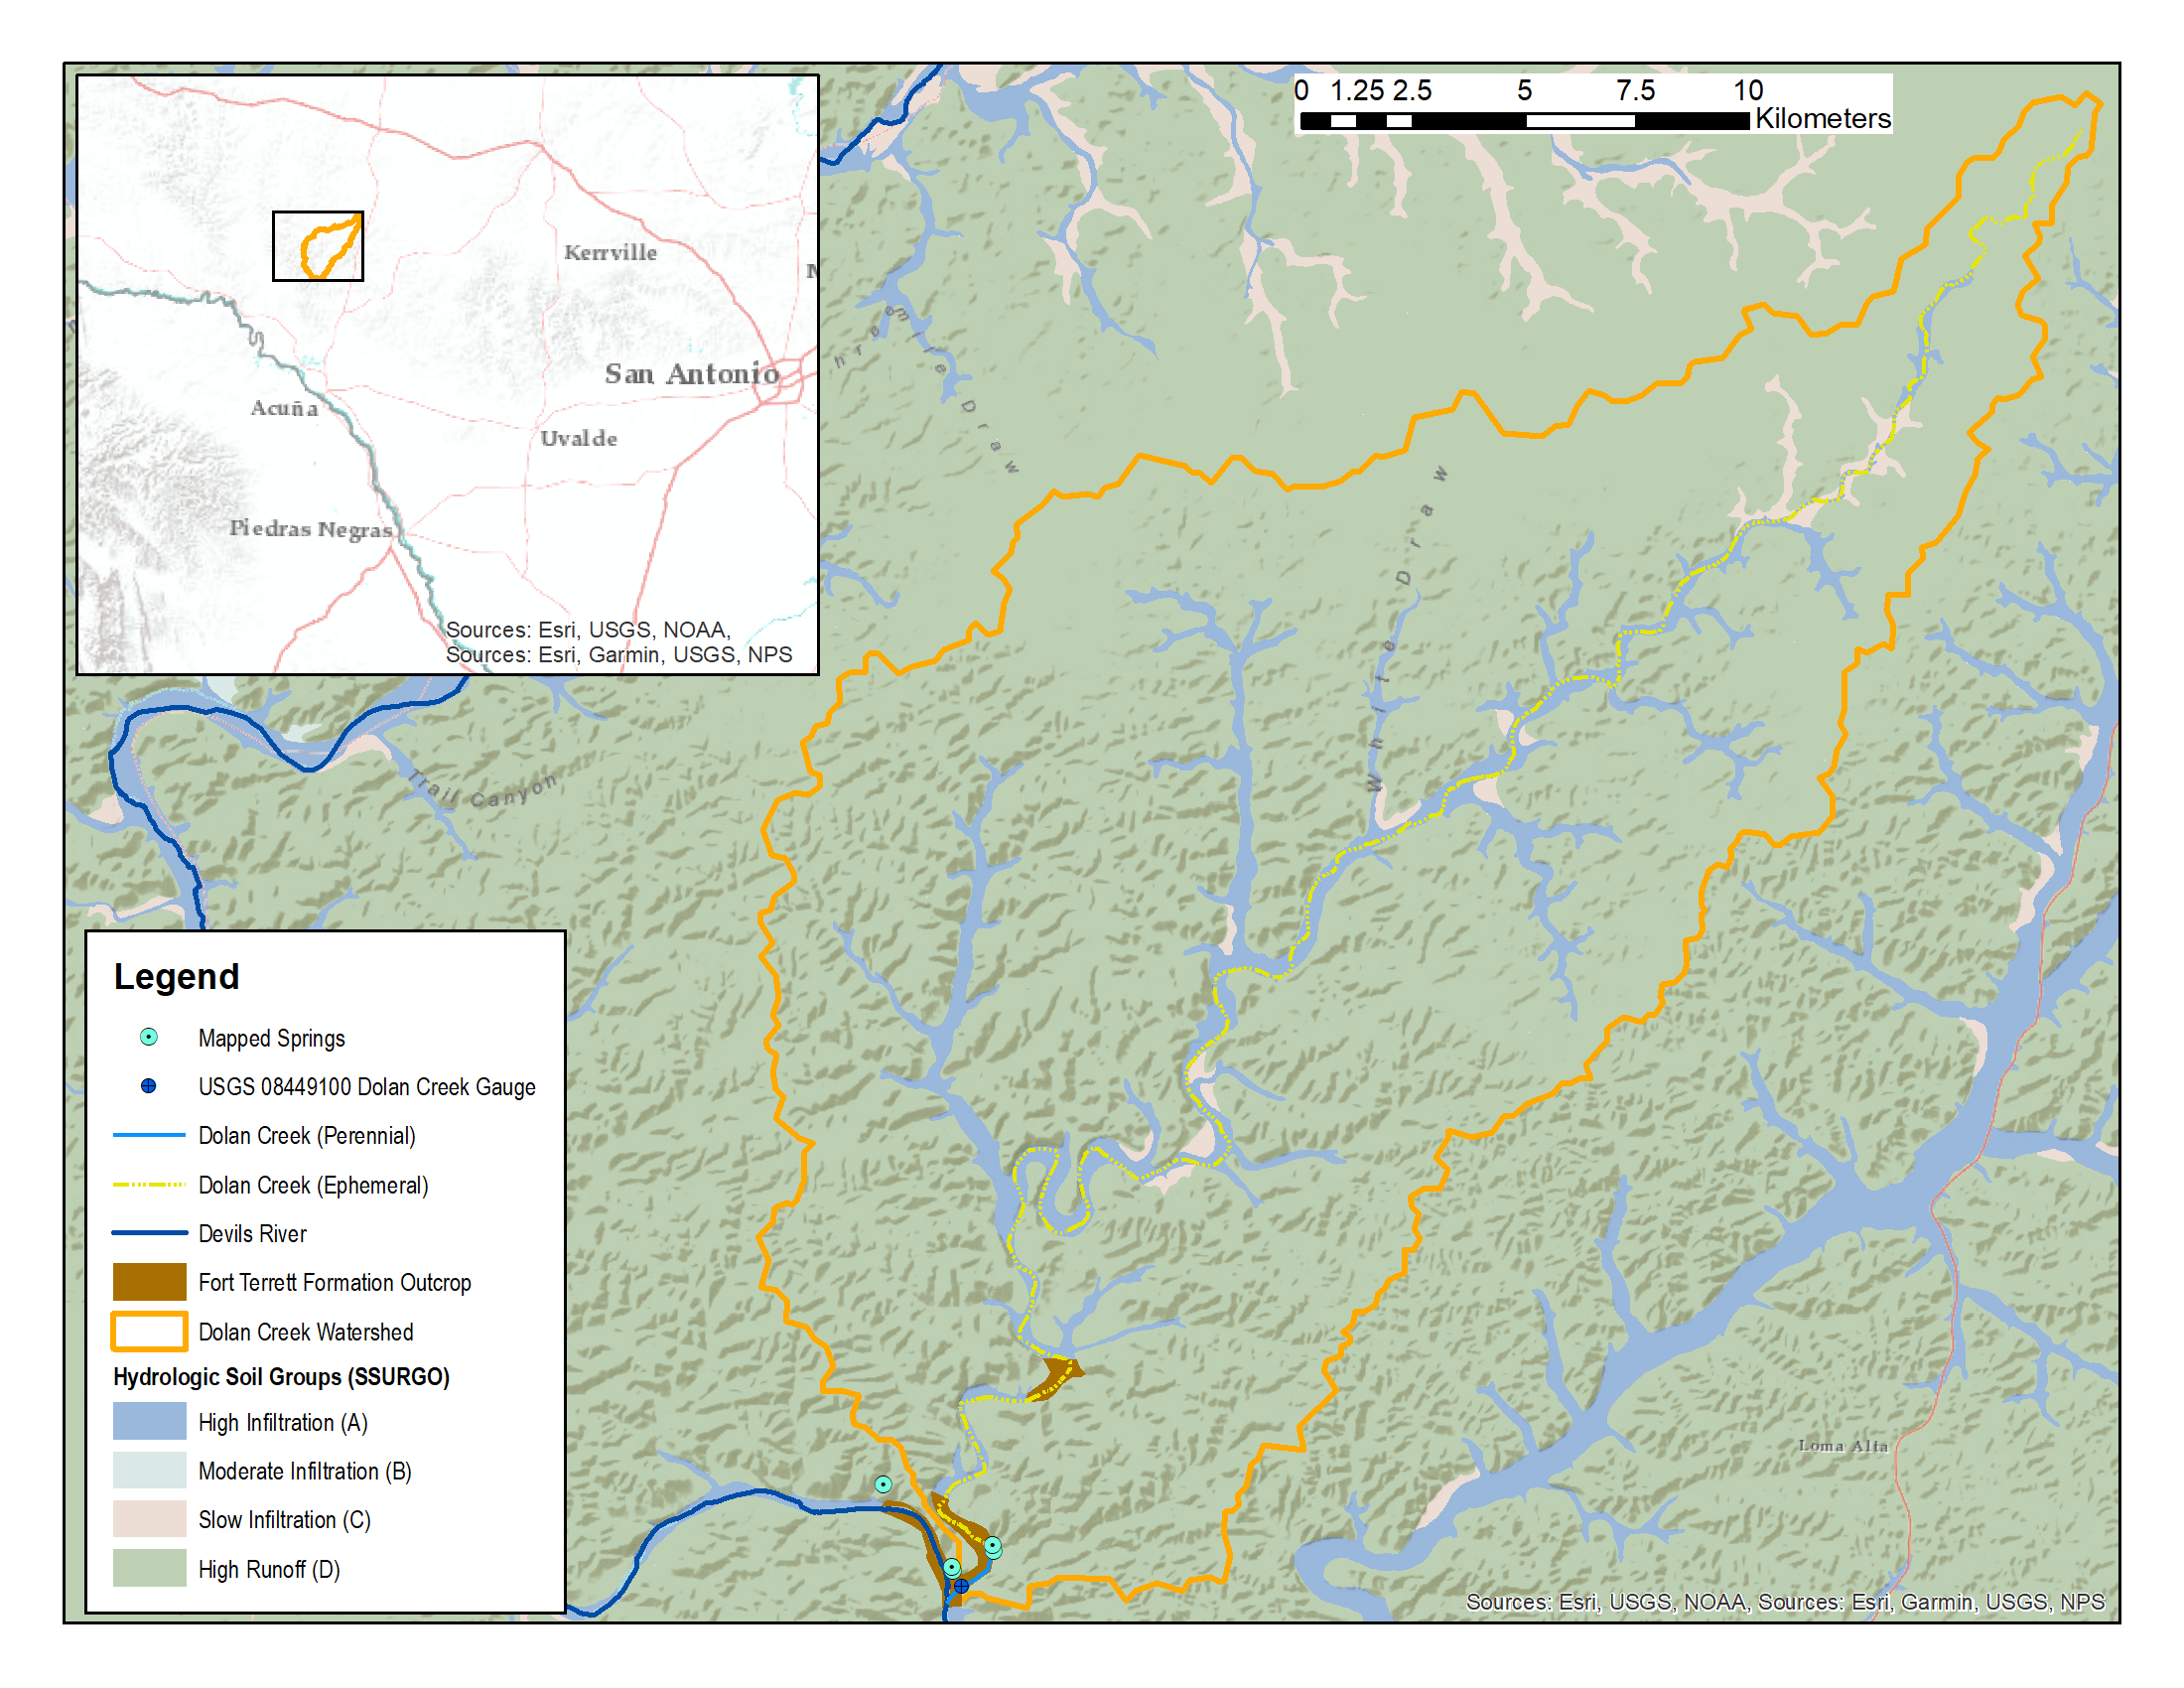 0 1.25 2.5 5 7.5 10
Kilometers
Kerrville
San Antonio
Acuña
Uvalde
Piedras Negras
Sources: Esri, USGS, NOAA,
Sources: Esri, Garmin, USGS, NPS
hreemile Draw
White Draw
Trail Canyon
Legend
Mapped Springs
USGS 08449100 Dolan Creek Gauge
Dolan Creek (Perennial)
Dolan Creek (Ephemeral)
Devils River
Fort Terrett Formation Outcrop
Dolan Creek Watershed
Hydrologic Soil Groups (SSURGO)
High Infiltration (A)
Moderate Infiltration (B)
Slow Infiltration (C)
High Runoff (D)
Loma Alta
Sources: Esri, USGS, NOAA, Sources: Esri, Garmin, USGS, NPS